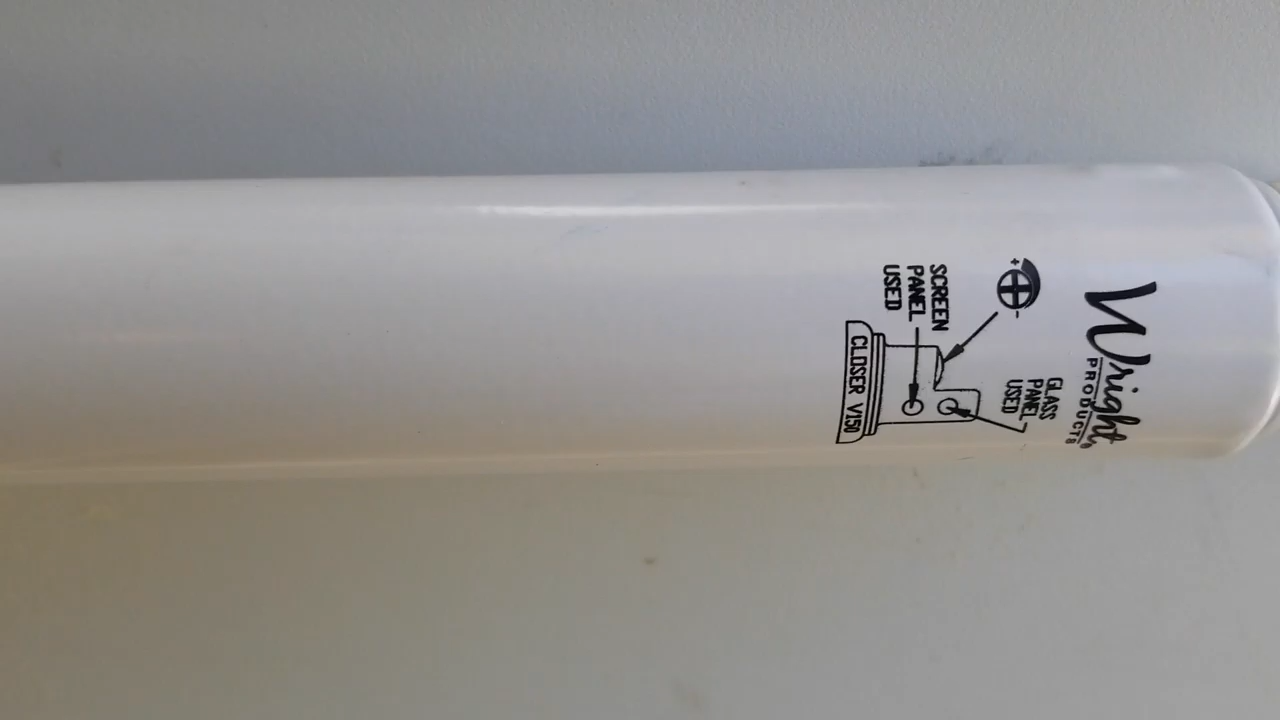 Wright
PRODUCTS
+ -
GLASS
PANEL
USED
SCREEN
PANEL
USED
CLOSER V150